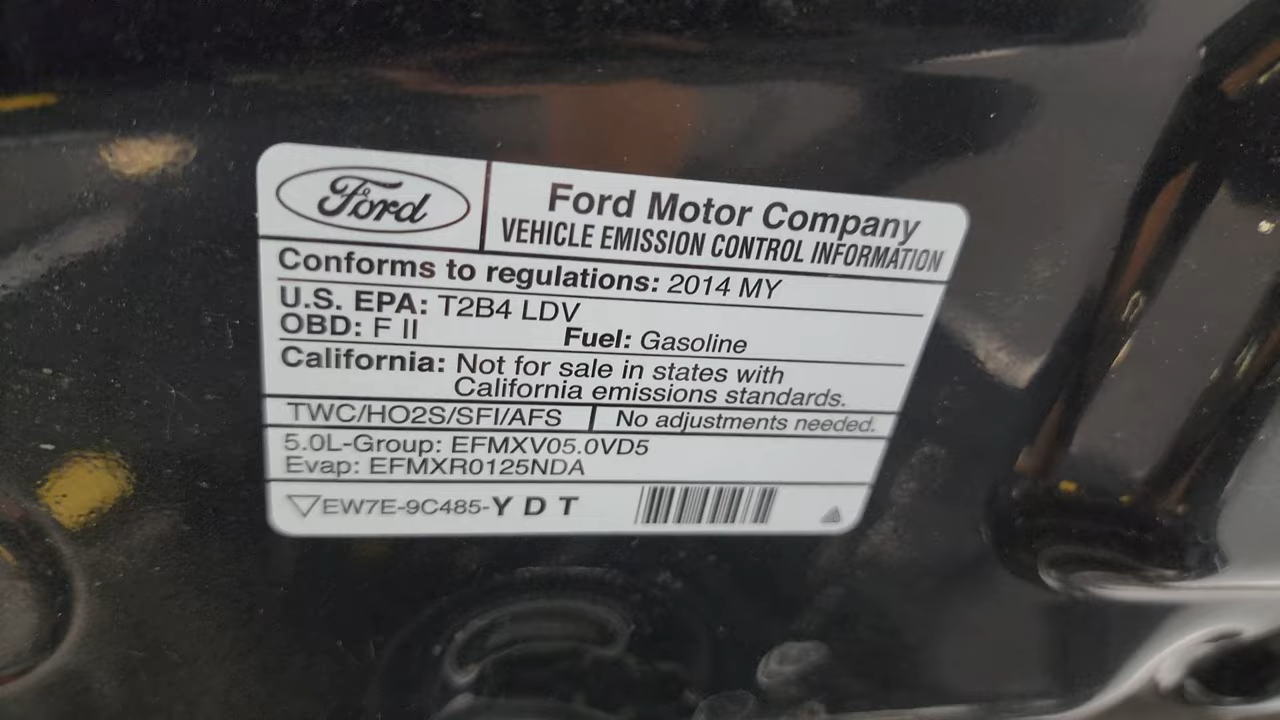 Ford
Ford Motor Company
VEHICLE EMISSION CONTROL INFORMATION
Conforms to regulations: 2014 MY
U.S. EPA: T2B4 LDV
OBD: F II Fuel: Gasoline
California: Not for sale in states with
California emissions standards.
TWC/HO2S/SFI/AFS No adjustments needed.
5.0L-Group: EFMXV05.0VD5
Evap: EFMXR0125NDA
EW7E-9C485-Y D T